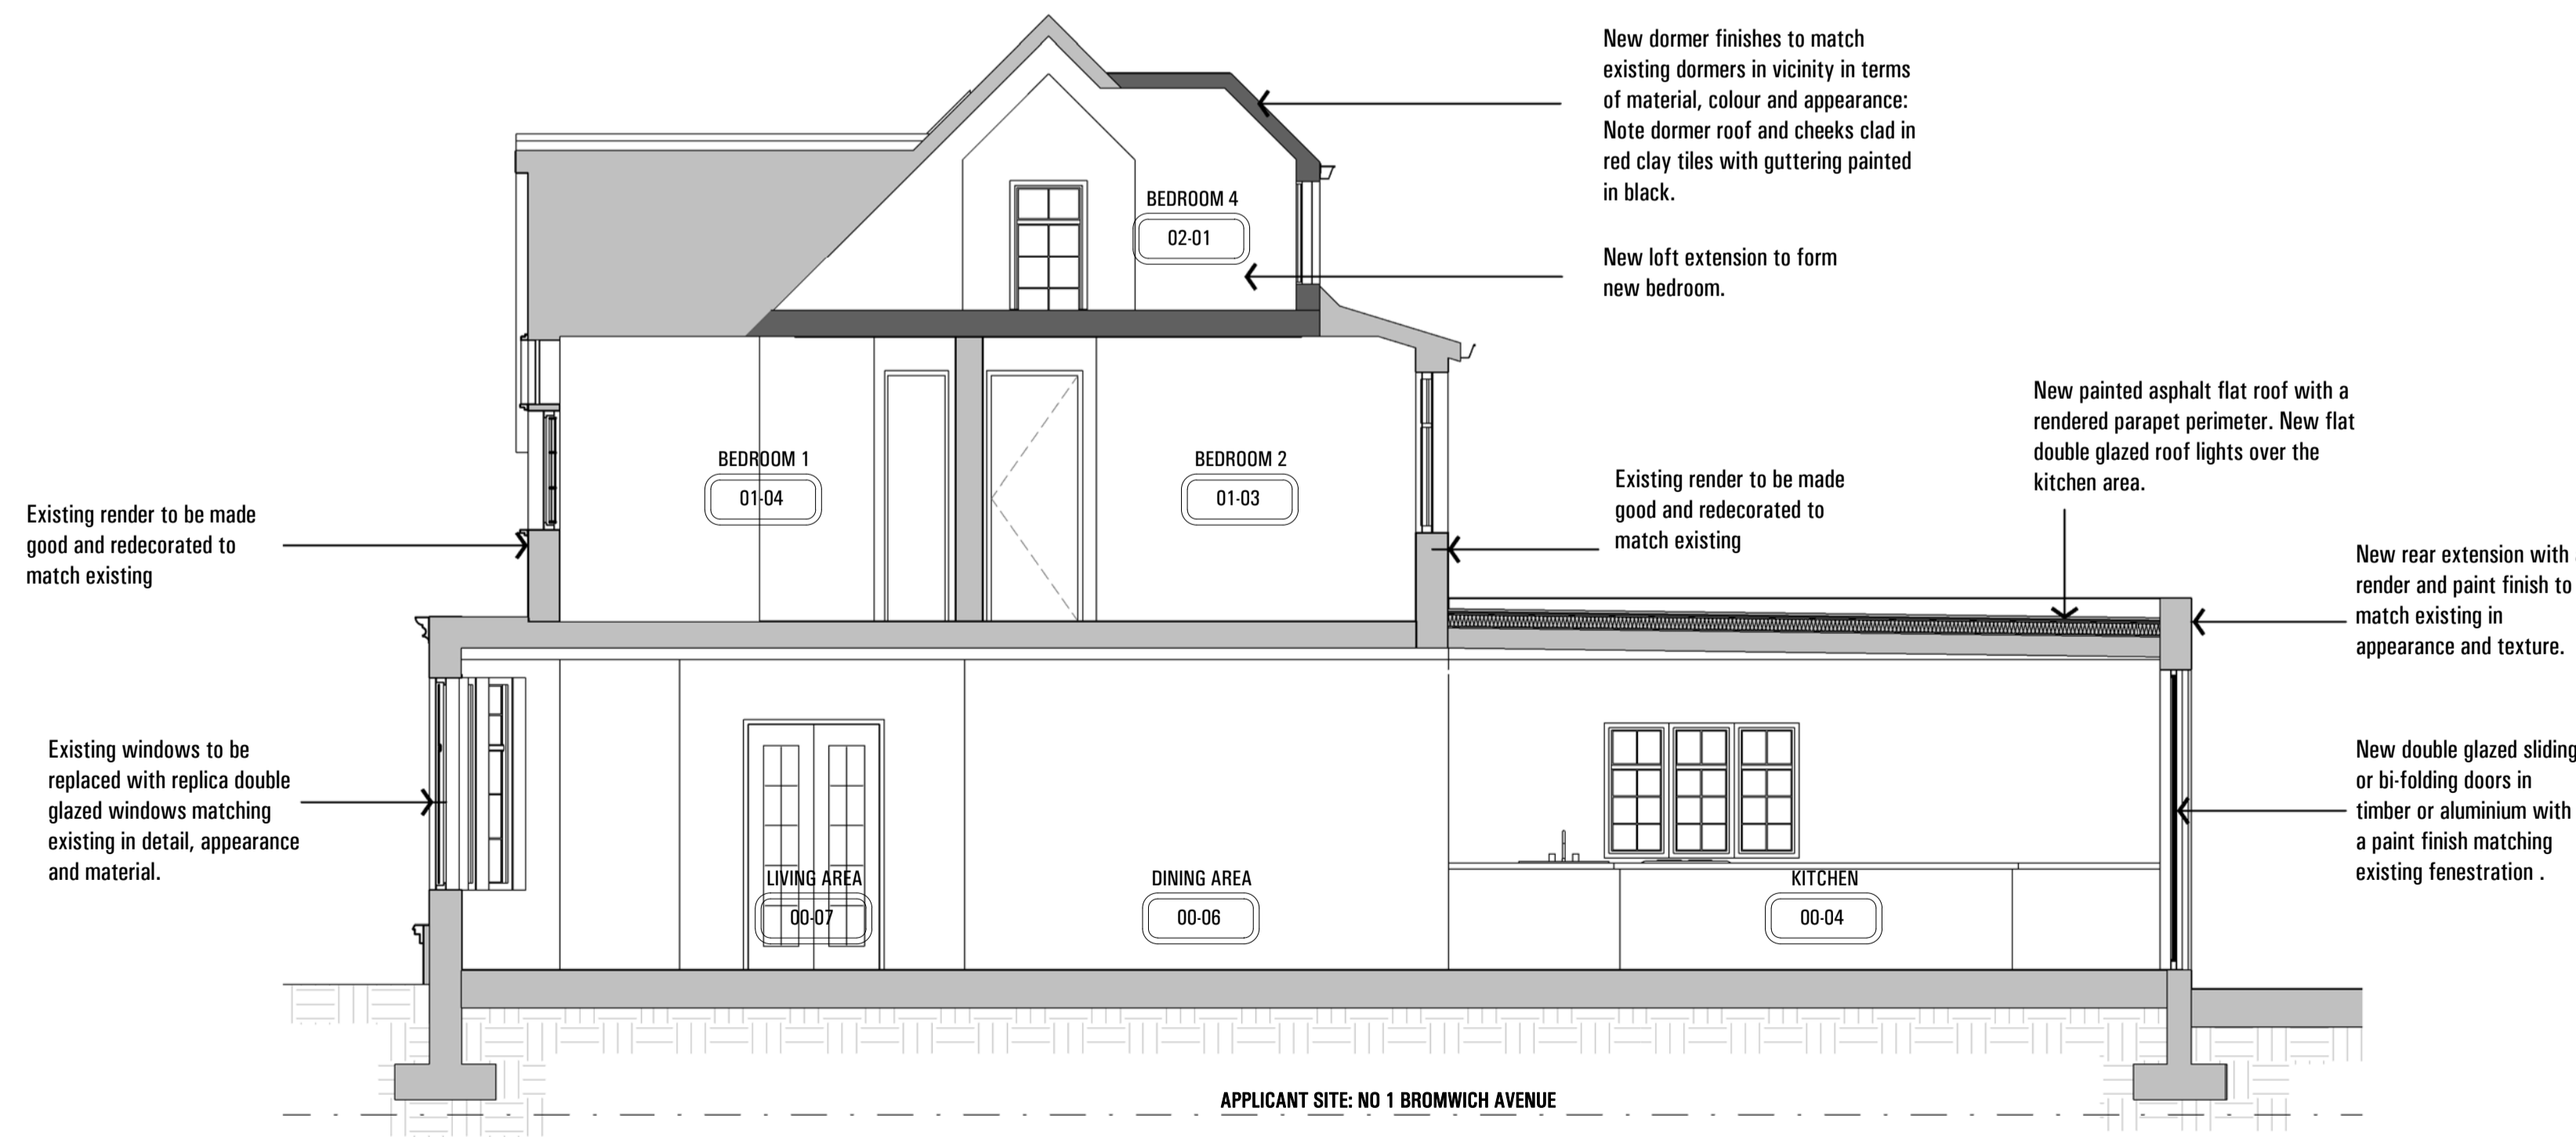 New dormer finishes to match
existing dormers in vicinity in terms
of material, colour and appearance:
Note dormer roof and cheeks clad in
red clay tiles with guttering painted
in black.
BEDROOM 4
02-01
New loft extension to form
new bedroom.
New painted asphalt flat roof with a
rendered parapet perimeter. New flat
double glazed roof lights over the
kitchen area.
BEDROOM 1
01-04
BEDROOM 2
01-03
Existing render to be made
good and redecorated to
match existing
Existing render to be made
good and redecorated to
match existing
New rear extension with
render and paint finish to
match existing in
appearance and texture.
Existing windows to be
replaced with replica double
glazed windows matching
existing in detail, appearance
and material.
New double glazed sliding
or bi-folding doors in
timber or aluminium with
a paint finish matching
existing fenestration .
LIVING AREA
00-07
DINING AREA
00-06
KITCHEN
00-04
APPLICANT SITE: NO 1 BROMWICH AVENUE